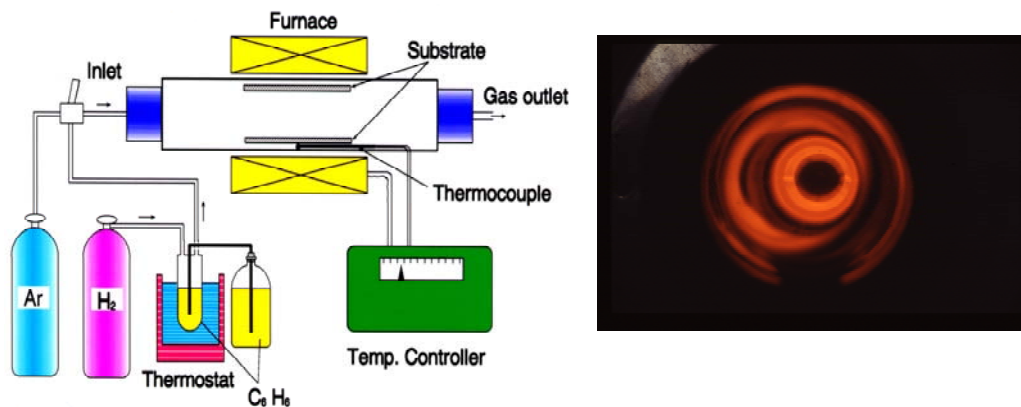 Furnace
Substrate
Inlet
Gas outlet
Thermocouple
Ar
H₂
Thermostat
C₆ H₆
Temp. Controller